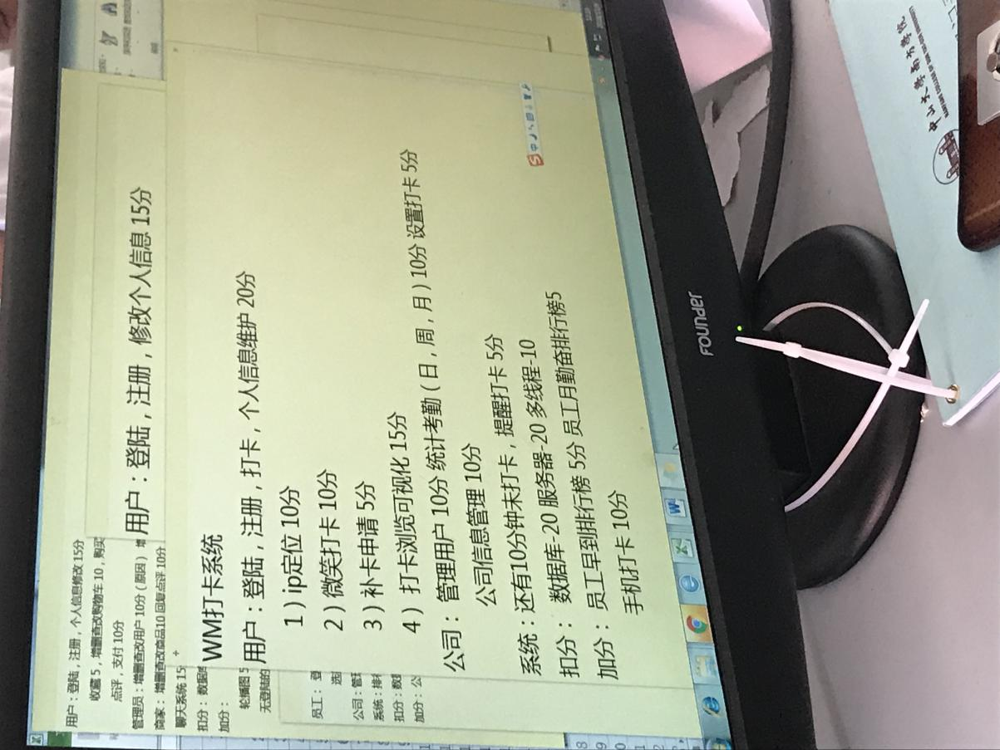 用户：登陆，注册，个人信息修改 15分
收藏 5，增删查改购物车 10，购买
点评，支付 10分
管理员：增删查改用户 10分（原因）增
商家：增删查改商品10 回复点评 10分
聊天系统 15
扣分：数据库
加分：
轮播图 5
无登陆的
用户：登陆，注册，修改个人信息 15分
WM打卡系统
用户：登陆，注册，打卡，个人信息维护 20分
1）ip定位 10分
2）微笑打卡 10分
3）补卡申请 5分
4）打卡浏览可视化 15分
公司：管理用户 10分 统计考勤（日，周，月）10分 设置打卡 5分
公司信息管理 10分
系统：还有10分钟未打卡，提醒打卡 5分
扣分：数据库-20 服务器-20 多线程-10
加分：员工早到排行榜 5分 员工月勤奋排行榜5
手机打卡 10分
员工：登
选
公司：管
系统：排
扣分：数
加分：公
中
FOUNDER
中山大学南方学院